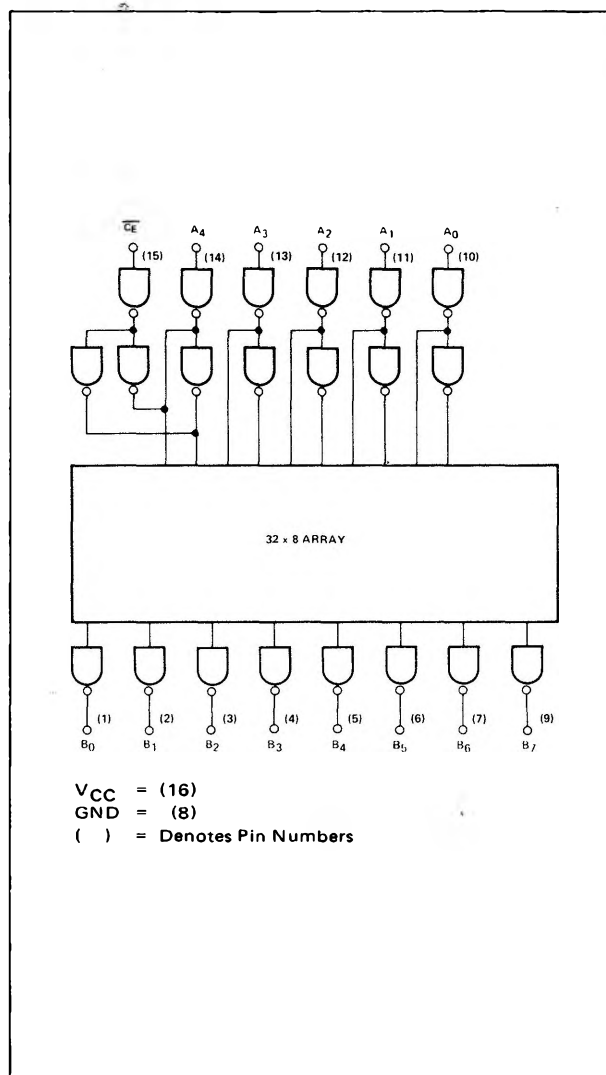 CE A4 A3 A2 A1 A0
(15) (14) (13) (12) (11) (10)
32 x 8 ARRAY
(1) (2) (3) (4) (5) (6) (7) (9)
B0 B1 B2 B3 B4 B5 B6 B7
VCC = (16)
GND = (8)
( ) = Denotes Pin Numbers